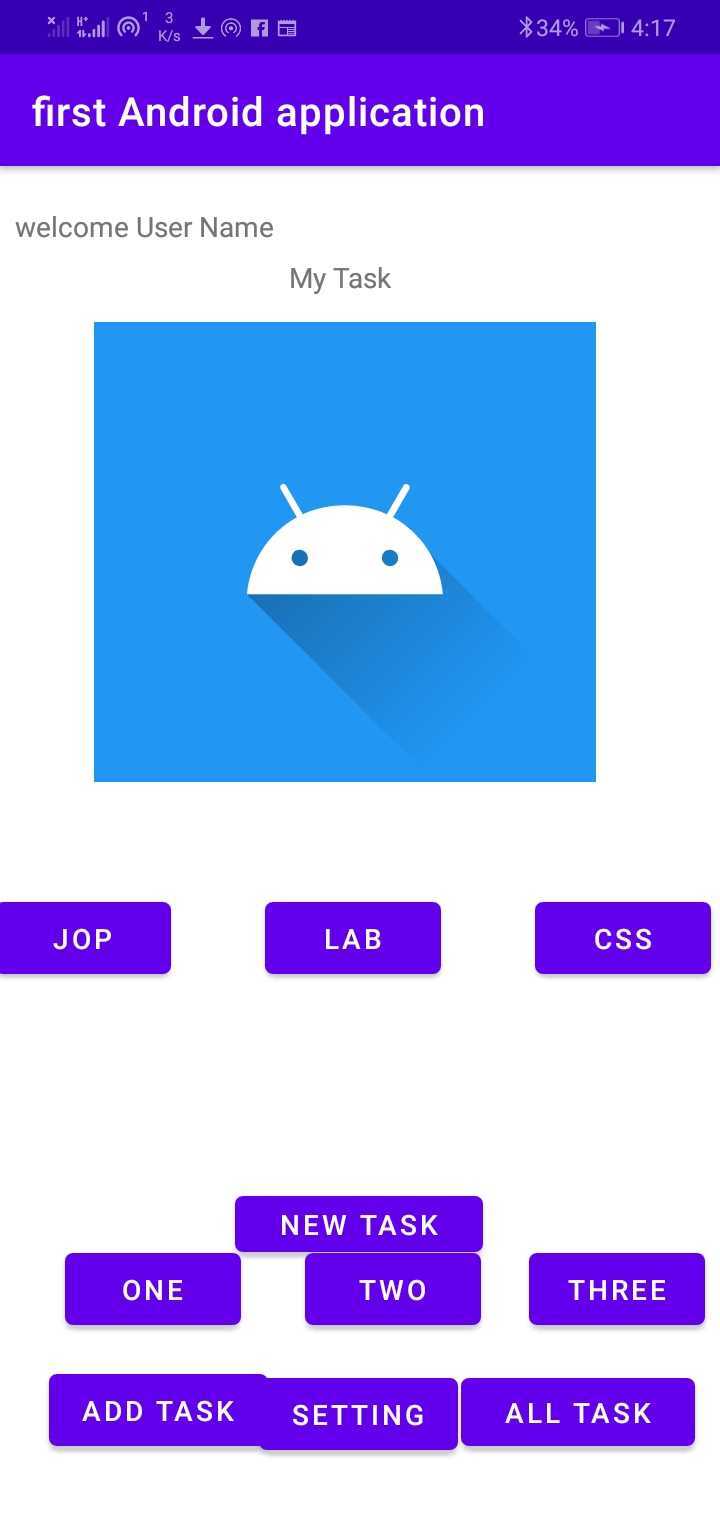 H+ 1 3 K/s 34% 4:17
first Android application
welcome User Name
My Task
JOP LAB CSS
NEW TASK
ONE TWO THREE
ADD TASK SETTING ALL TASK